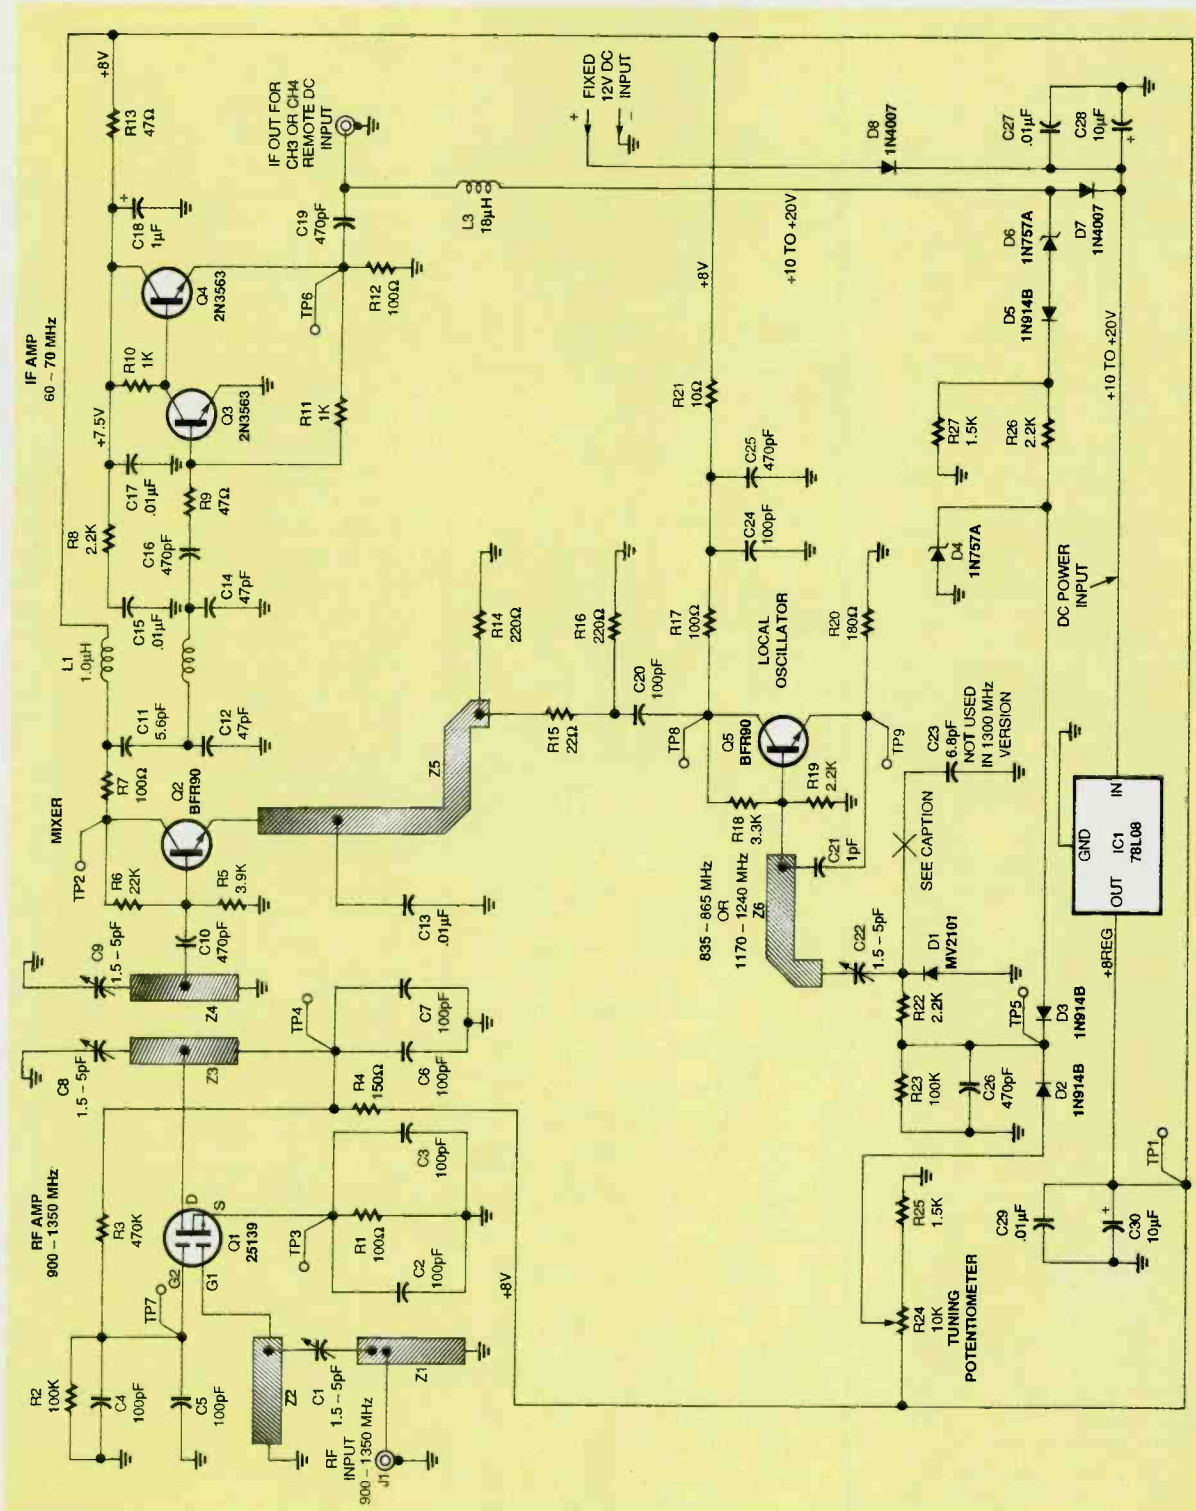 RF AMP
900 – 1350 MHz
R2
100K
C4
100pF
C5
100pF
TP7
G2
G1
D
S
Q1
25139
R3
470K
Z2
C1
1.5 – 5pF
RF
INPUT
900 – 1350 MHz
J1
Z1
TP3
R1
100Ω
C2
100pF
C3
100pF
R4
150Ω
+8V
C8
1.5 – 5pF
Z3
TP4
C6
100pF
C7
100pF
C9
1.5 – 5pF
Z4
C10
470pF
MIXER
TP2
R6
22K
R5
3.9K
Q2
BFR90
R7
100Ω
C13
.01µF
Z5
L1
1.0µH
C11
5.6pF
C12
47pF
C15
.01µF
C14
47pF
R8
2.2K
C16
470pF
R9
47Ω
C17
.01µF
+7.5V
IF AMP
60 – 70 MHz
R10
1K
Q3
2N3563
Q4
2N3563
R11
1K
TP6
R12
100Ω
C18
1µF
+
R13
47Ω
+8V
C19
470pF
IF OUT FOR
CH3 OR CH4
REMOTE DC
INPUT
L3
18µH
R14
220Ω
R15
22Ω
R16
220Ω
C20
100pF
TP8
R17
100Ω
C24
100pF
C25
470pF
R21
10Ω
+8V
Q5
BFR90
LOCAL
OSCILLATOR
R18
3.3K
R19
2.2K
C21
1pF
TP9
R20
180Ω
835 – 865 MHz
OR
1170 – 1240 MHz
Z6
C22
1.5 – 5pF
SEE CAPTION
C23
6.8pF
NOT USED
IN 1300 MHz
VERSION
D1
MV2101
R22
2.2K
R23
100K
C26
470pF
TP5
D3
1N914B
D2
1N914B
R24
10K
TUNING
POTENTIOMETER
R25
1.5K
D4
1N757A
R27
1.5K
R26
2.2K
D5
1N914B
D6
1N757A
D7
1N4007
+10 TO +20V
FIXED
12V DC
INPUT
+
–
D8
1N4007
C27
.01µF
C28
10µF
+
+10 TO +20V
DC POWER
INPUT
GND
OUT
IN
IC1
78L08
+8REG
C29
.01µF
C30
10µF
+
TP1